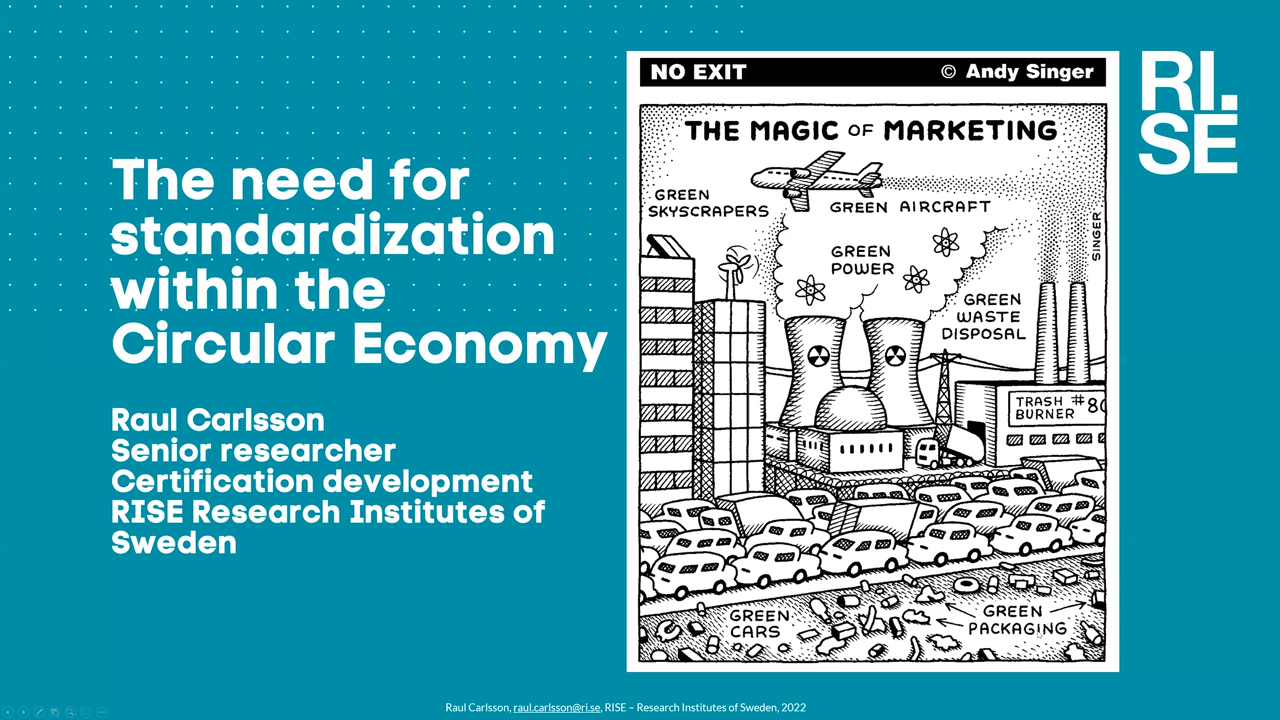 The need for
standardization
within the
Circular Economy
Raul Carlsson
Senior researcher
Certification development
RISE Research Institutes of
Sweden
NO EXIT
© Andy Singer
THE MAGIC OF MARKETING
GREEN
SKYSCRAPERS
GREEN AIRCRAFT
GREEN
POWER
GREEN
WASTE
DISPOSAL
SINGER
TRASH #80
BURNER
GREEN
CARS
GREEN
PACKAGING
RI.
SE
Raul Carlsson, raul.carlsson@ri.se, RISE – Research Institutes of Sweden, 2022